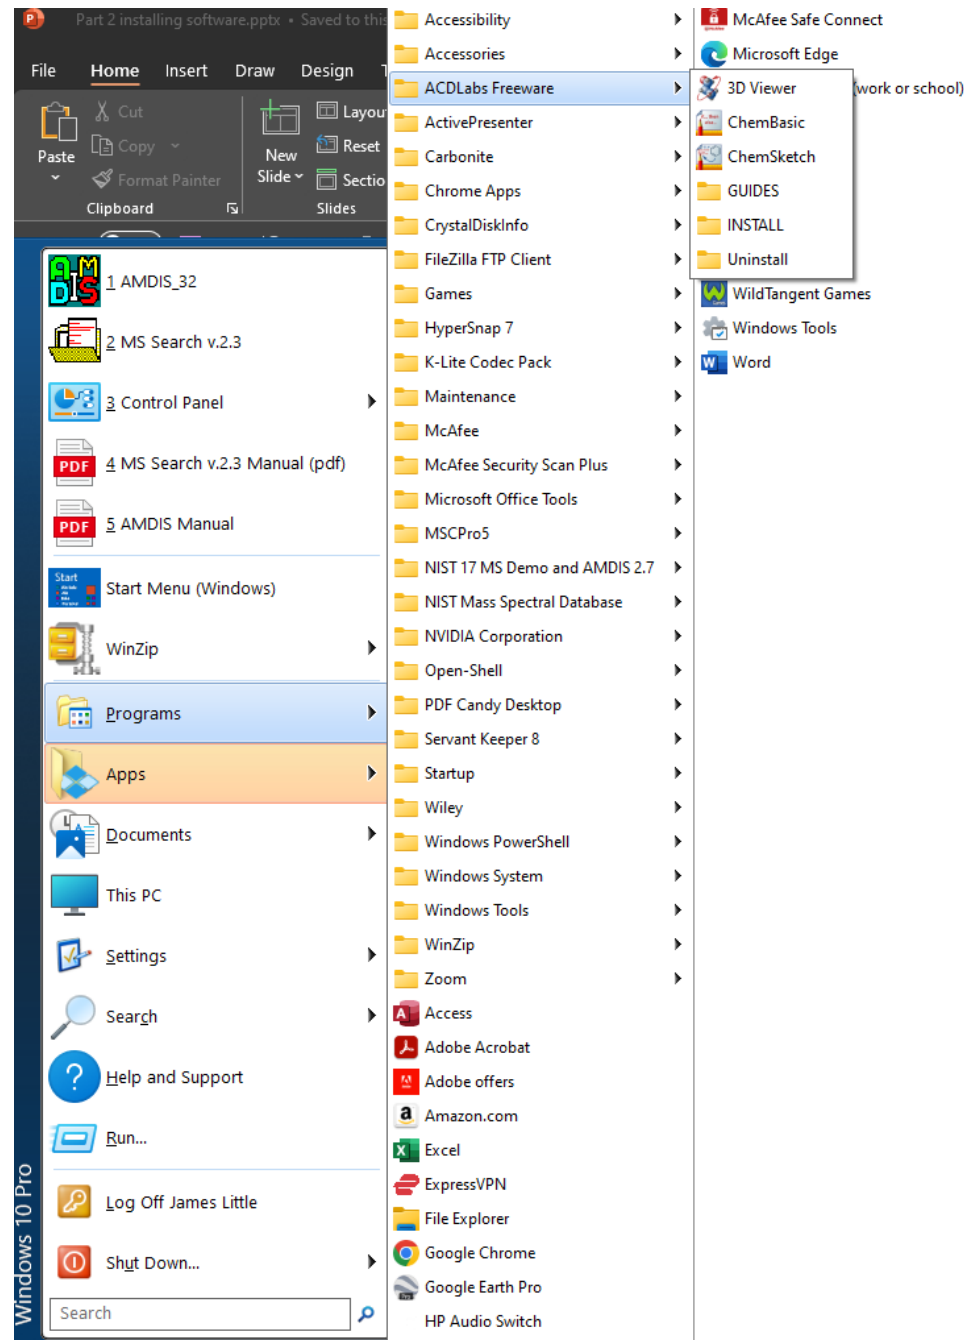 Part 2 installing software.pptx • Saved to this
File Home Insert Draw Design
Paste
Cut
Copy
Format Painter
Clipboard
New Slide
Layou
Reset
Sectio
Slides
1 AMDIS_32
2 MS Search v.2.3
3 Control Panel
4 MS Search v.2.3 Manual (pdf)
5 AMDIS Manual
Start Menu (Windows)
WinZip
Programs
Apps
Documents
This PC
Settings
Search
Help and Support
Run...
Log Off James Little
Shut Down...
Search
Windows 10 Pro
Accessibility
Accessories
ACDLabs Freeware
ActivePresenter
Carbonite
Chrome Apps
CrystalDiskInfo
FileZilla FTP Client
Games
HyperSnap 7
K-Lite Codec Pack
Maintenance
McAfee
McAfee Security Scan Plus
Microsoft Office Tools
MSCPro5
NIST 17 MS Demo and AMDIS 2.7
NIST Mass Spectral Database
NVIDIA Corporation
Open-Shell
PDF Candy Desktop
Servant Keeper 8
Startup
Wiley
Windows PowerShell
Windows System
Windows Tools
WinZip
Zoom
Access
Adobe Acrobat
Adobe offers
Amazon.com
Excel
ExpressVPN
File Explorer
Google Chrome
Google Earth Pro
HP Audio Switch
McAfee Safe Connect
Microsoft Edge
(work or school)
3D Viewer
ChemBasic
ChemSketch
GUIDES
INSTALL
Uninstall
WildTangent Games
Windows Tools
Word